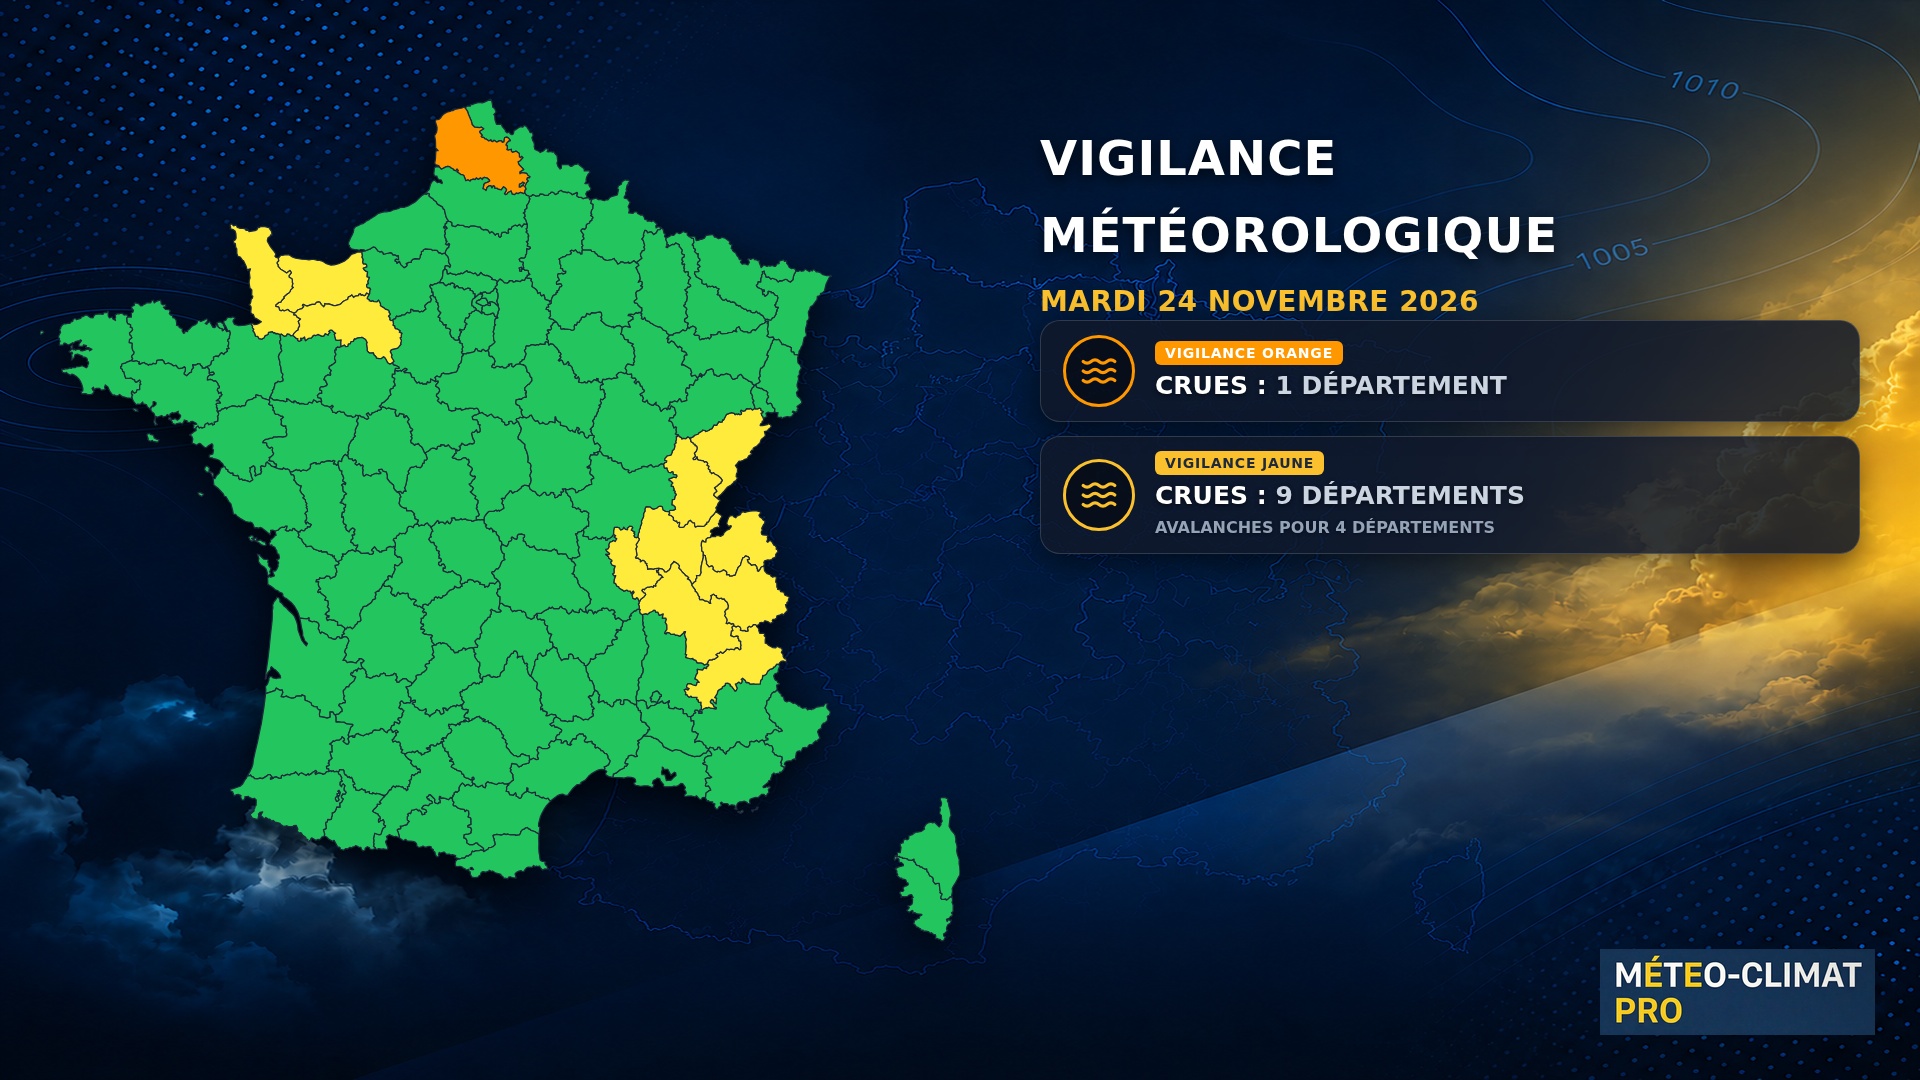 1010
VIGILANCE
MÉTÉOROLOGIQUE
1005
MARDI 24 NOVEMBRE 2026
VIGILANCE ORANGE
CRUES : 1 DÉPARTEMENT
VIGILANCE JAUNE
CRUES : 9 DÉPARTEMENTS
AVALANCHES POUR 4 DÉPARTEMENTS
MÉTEO-CLIMAT
PRO